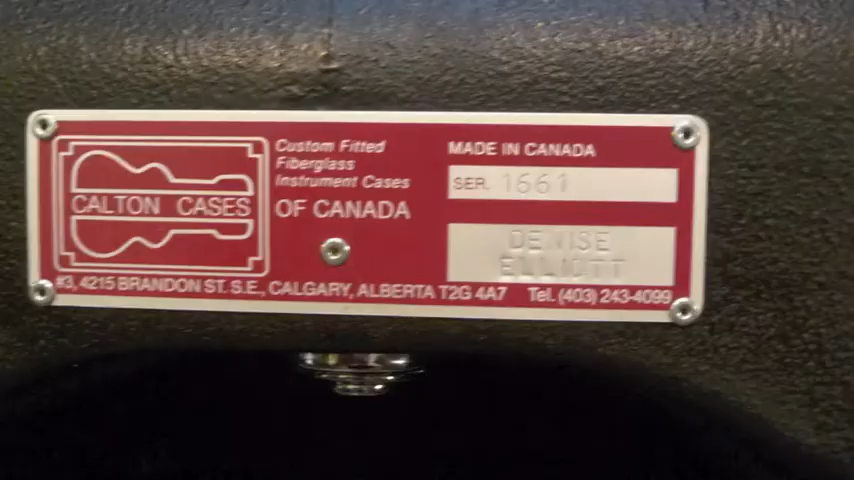 CALTON CASES
Custom Fitted
Fiberglass
Instrument Cases
OF CANADA
MADE IN CANADA
SER. 1661
DENISE
ELLIOTT
#3, 4215 BRANDON ST. S.E., CALGARY, ALBERTA T2G 4A7 Tel. (403) 243-4099